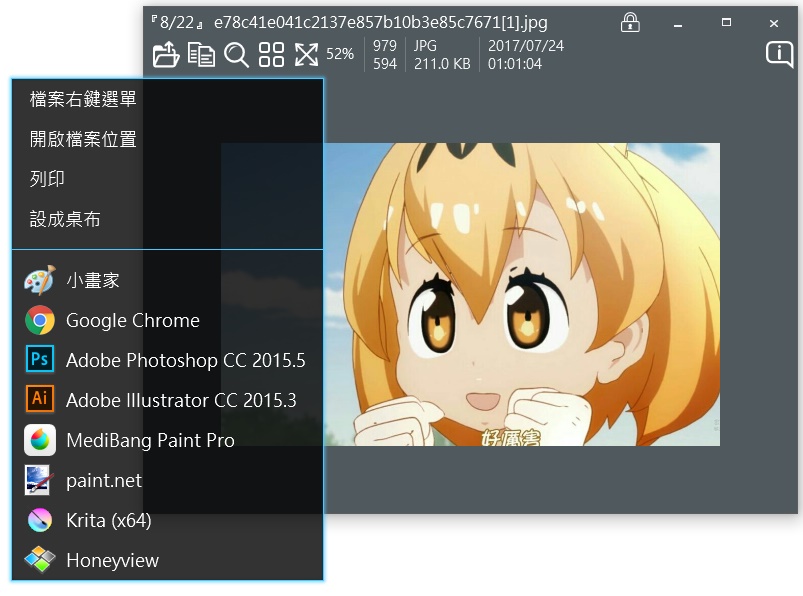 『8/22』 e78c41e041c2137e857b10b3e85c7671[1].jpg
52%
979
594
JPG
211.0 KB
2017/07/24
01:01:04
檔案右鍵選單
開啟檔案位置
列印
設成桌布
小畫家
Google Chrome
Ps Adobe Photoshop CC 2015.5
Ai Adobe Illustrator CC 2015.3
MediBang Paint Pro
paint.net
Krita (x64)
Honeyview
好厲害